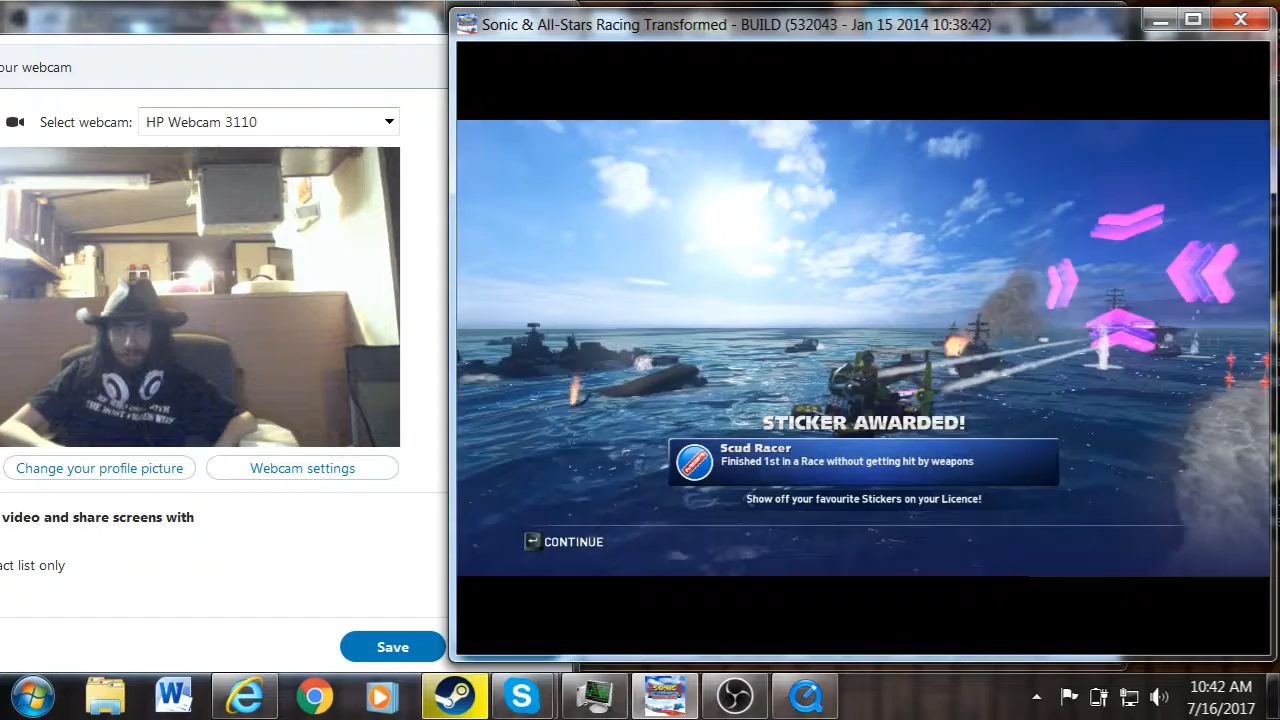 our webcam
Select webcam: HP Webcam 3110
Change your profile picture
Webcam settings
video and share screens with
act list only
Save
Sonic & All-Stars Racing Transformed - BUILD (532043 - Jan 15 2014 10:38:42)
STICKER AWARDED!
Scud Racer
Finished 1st in a Race without getting hit by weapons
Show off your favourite Stickers on your Licence!
CONTINUE
10:42 AM
7/16/2017